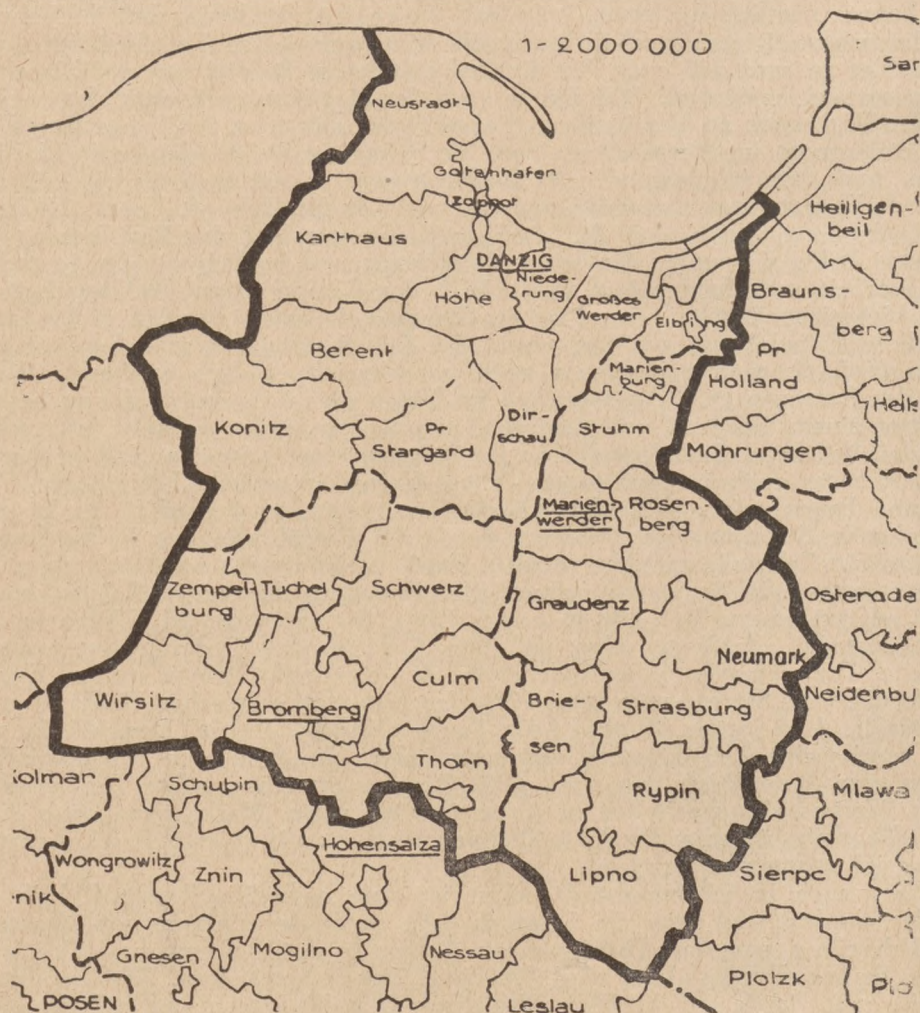 1-2000000
Neustadt
Gotenhafen
Zoppot
Karthaus
DANZIG
Niede-
rung
Höhe
Großes
Werder
Elbing
Heiligen-
beil
Brauns-
berg
Berent
Marien-
burg
Pr
Holland
Konitz
Pr
Stargard
Dir-
schau
Stuhm
Mohrungen
Marien-
werder
Rosen-
berg
Zempel-
burg
Tuchel
Schwetz
Graudenz
Osterode
Neumark
Wirsitz
Bromberg
Culm
Brie-
sen
Strasburg
Neidenbu
Thorn
Kolmar
Schubin
Rypin
Mlawa
Hohensalza
Wongrowitz
Znin
Lipno
Sierpc
nik
Gnesen
Mogilno
Nessau
Plotzk
POSEN
Leslau